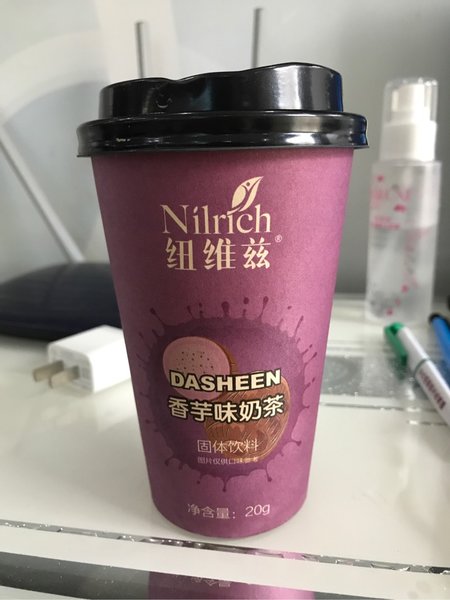 Nilrich
纽维兹®
DASHEEN
香芋味奶茶
固体饮料
图片仅供口味参考
净含量：20g